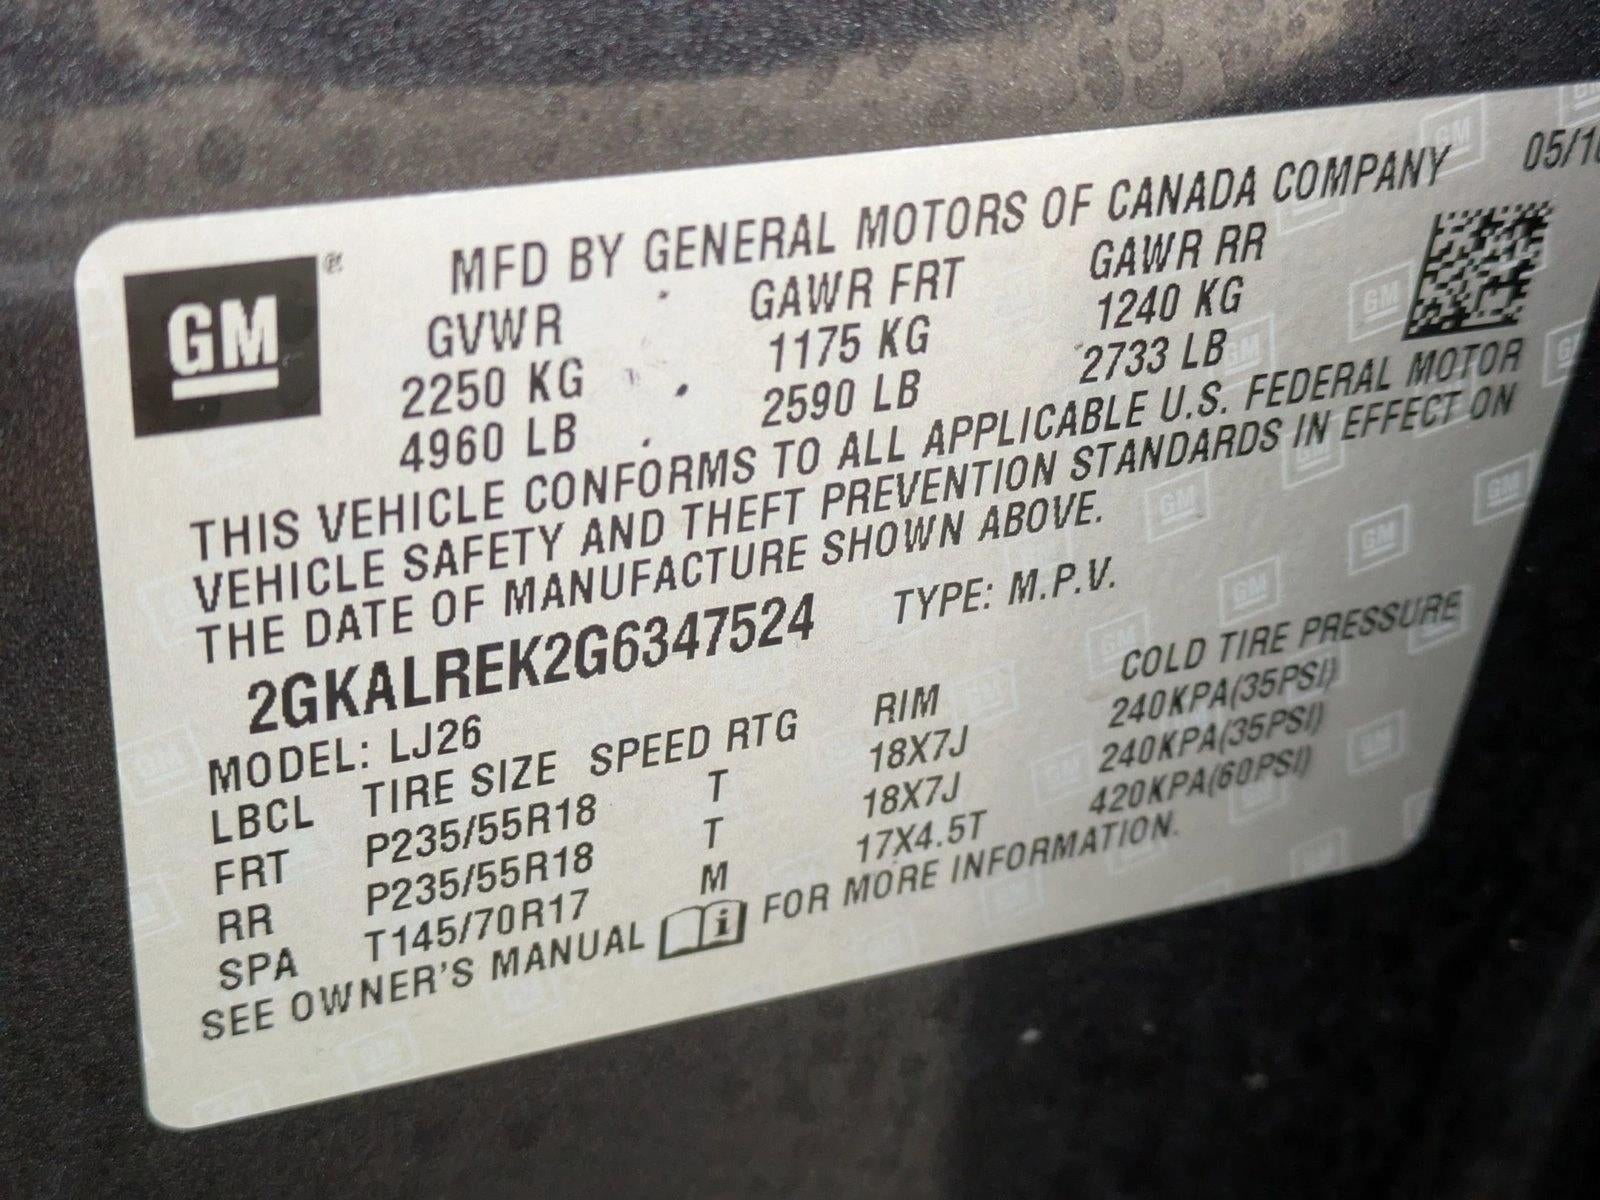 MFD BY GENERAL MOTORS OF CANADA COMPANY 05/1
GM ®
GVWR GAWR FRT GAWR RR
2250 KG 1175 KG 1240 KG
4960 LB 2590 LB 2733 LB
THIS VEHICLE CONFORMS TO ALL APPLICABLE U.S. FEDERAL MOTOR
VEHICLE SAFETY AND THEFT PREVENTION STANDARDS IN EFFECT ON
THE DATE OF MANUFACTURE SHOWN ABOVE.
2GKALREK2G6347524 TYPE: M.P.V.
MODEL: LJ26
LBCL TIRE SIZE SPEED RTG RIM COLD TIRE PRESSURE
FRT P235/55R18 T 18X7J 240KPA(35PSI)
RR P235/55R18 T 18X7J 240KPA(35PSI)
SPA T145/70R17 M 17X4.5T 420KPA(60PSI)
SEE OWNER'S MANUAL i FOR MORE INFORMATION.